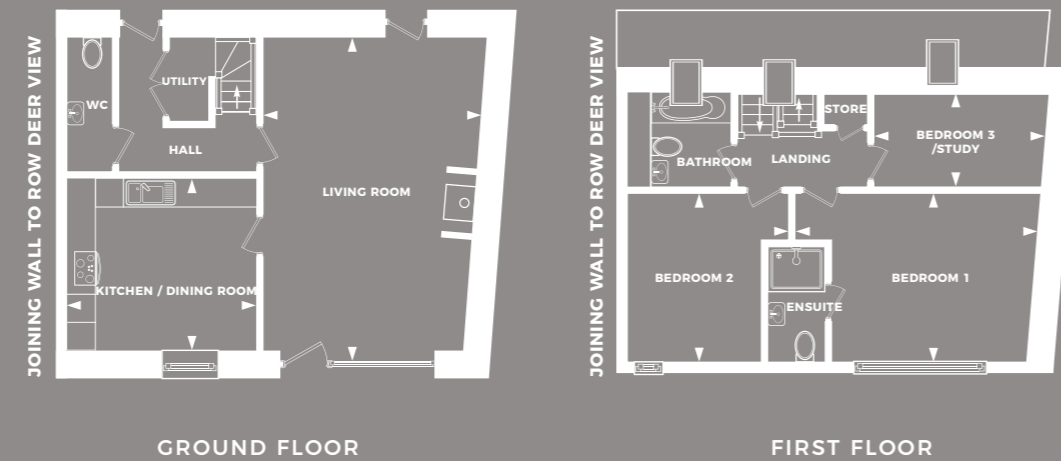 JOINING WALL TO ROW DEER VIEW
WC
UTILITY
HALL
LIVING ROOM
KITCHEN / DINING ROOM
GROUND FLOOR
JOINING WALL TO ROW DEER VIEW
STORE
BATHROOM
LANDING
BEDROOM 3
/STUDY
BEDROOM 2
BEDROOM 1
ENSUITE
FIRST FLOOR